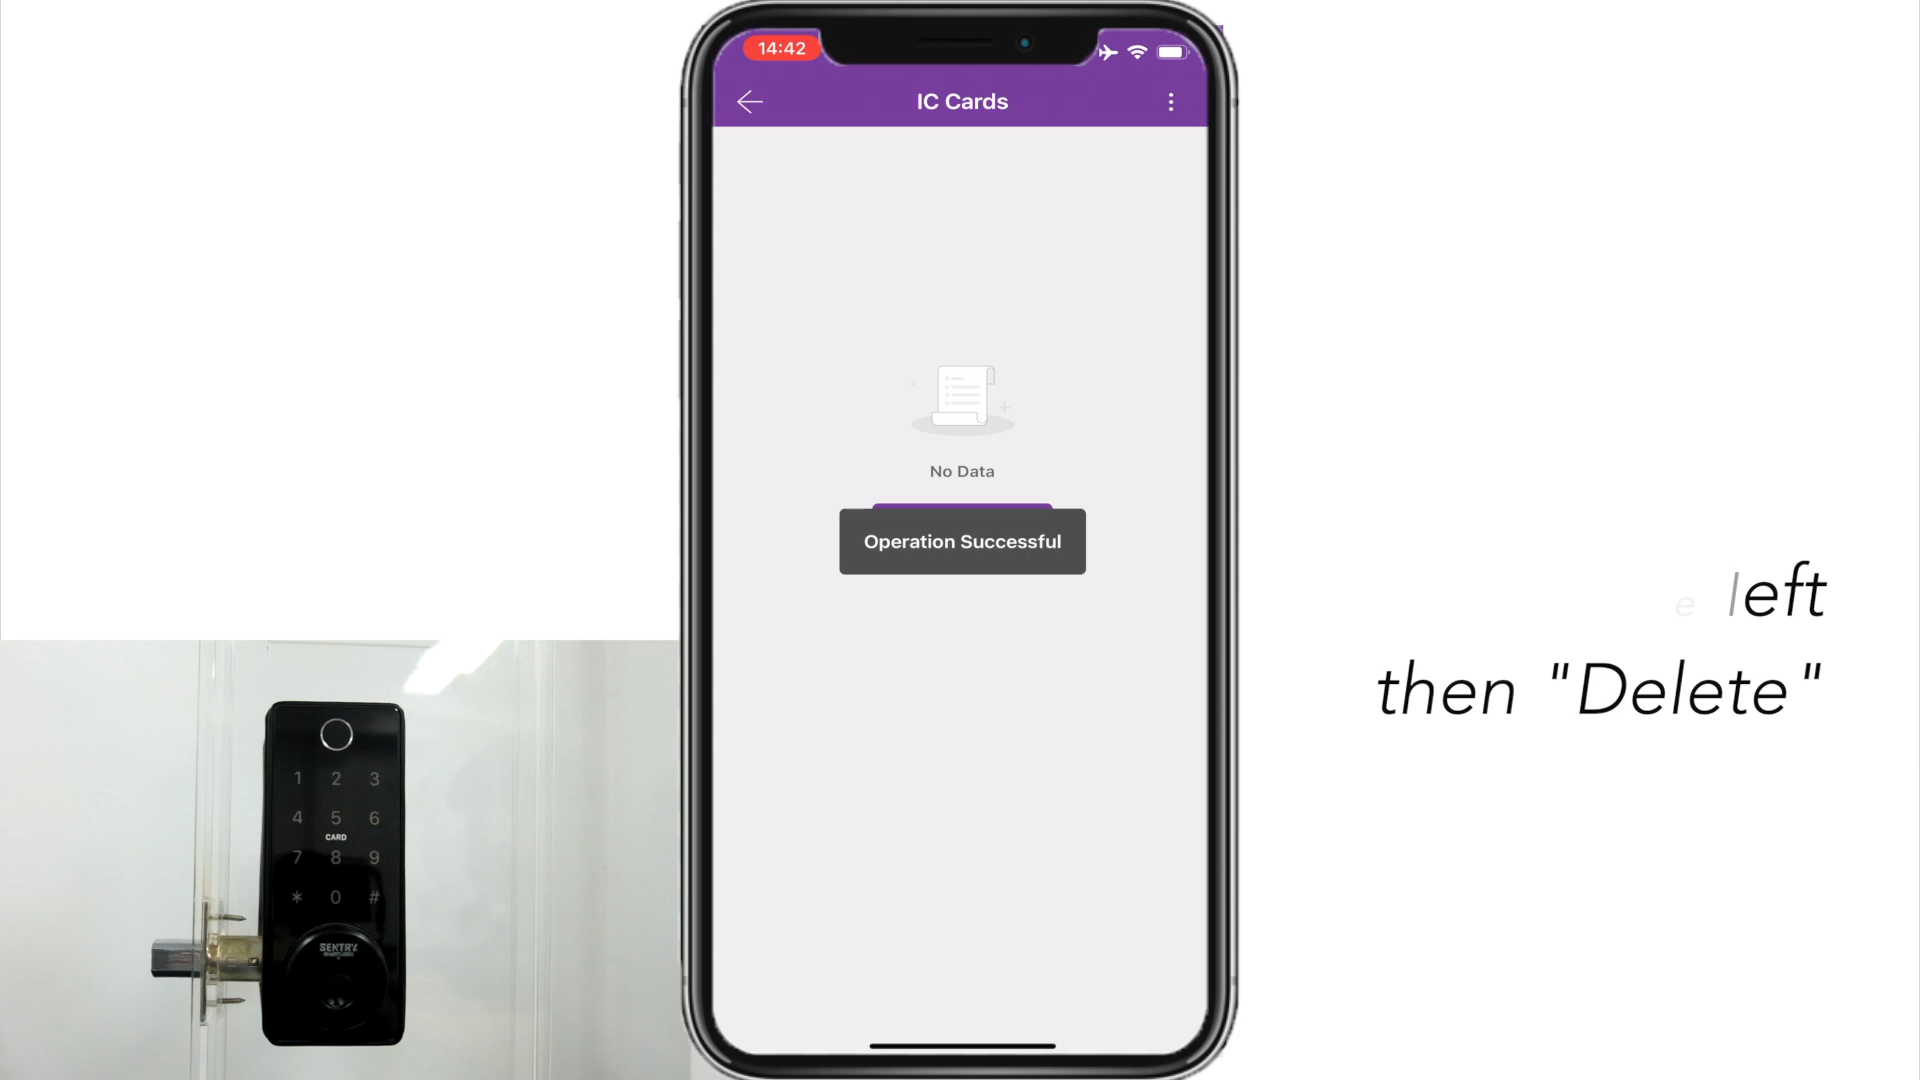 14:42
IC Cards
No Data
Operation Successful
e left
then "Delete"
1 2 3
4 5 6
CARD
7 8 9
* 0 #
SENTRY